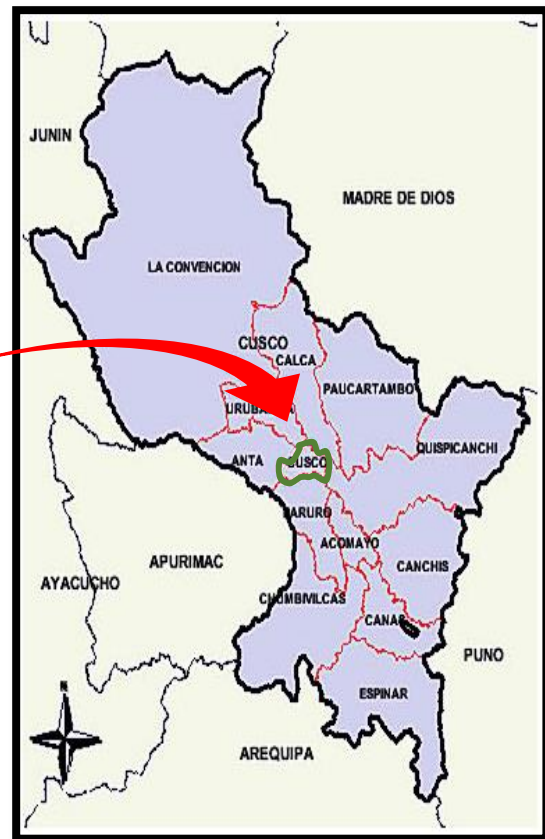 JUNIN
MADRE DE DIOS
LA CONVENCION
CUSCO
CALCA
PAUCARTAMBO
QUISPICANCHI
ANTA
CUSCO
ACOMAYO
CANCHIS
APURIMAC
AYACUCHO
CHUMBIVILCAS
CANAS
PUNO
ESPINAR
N
AREQUIPA